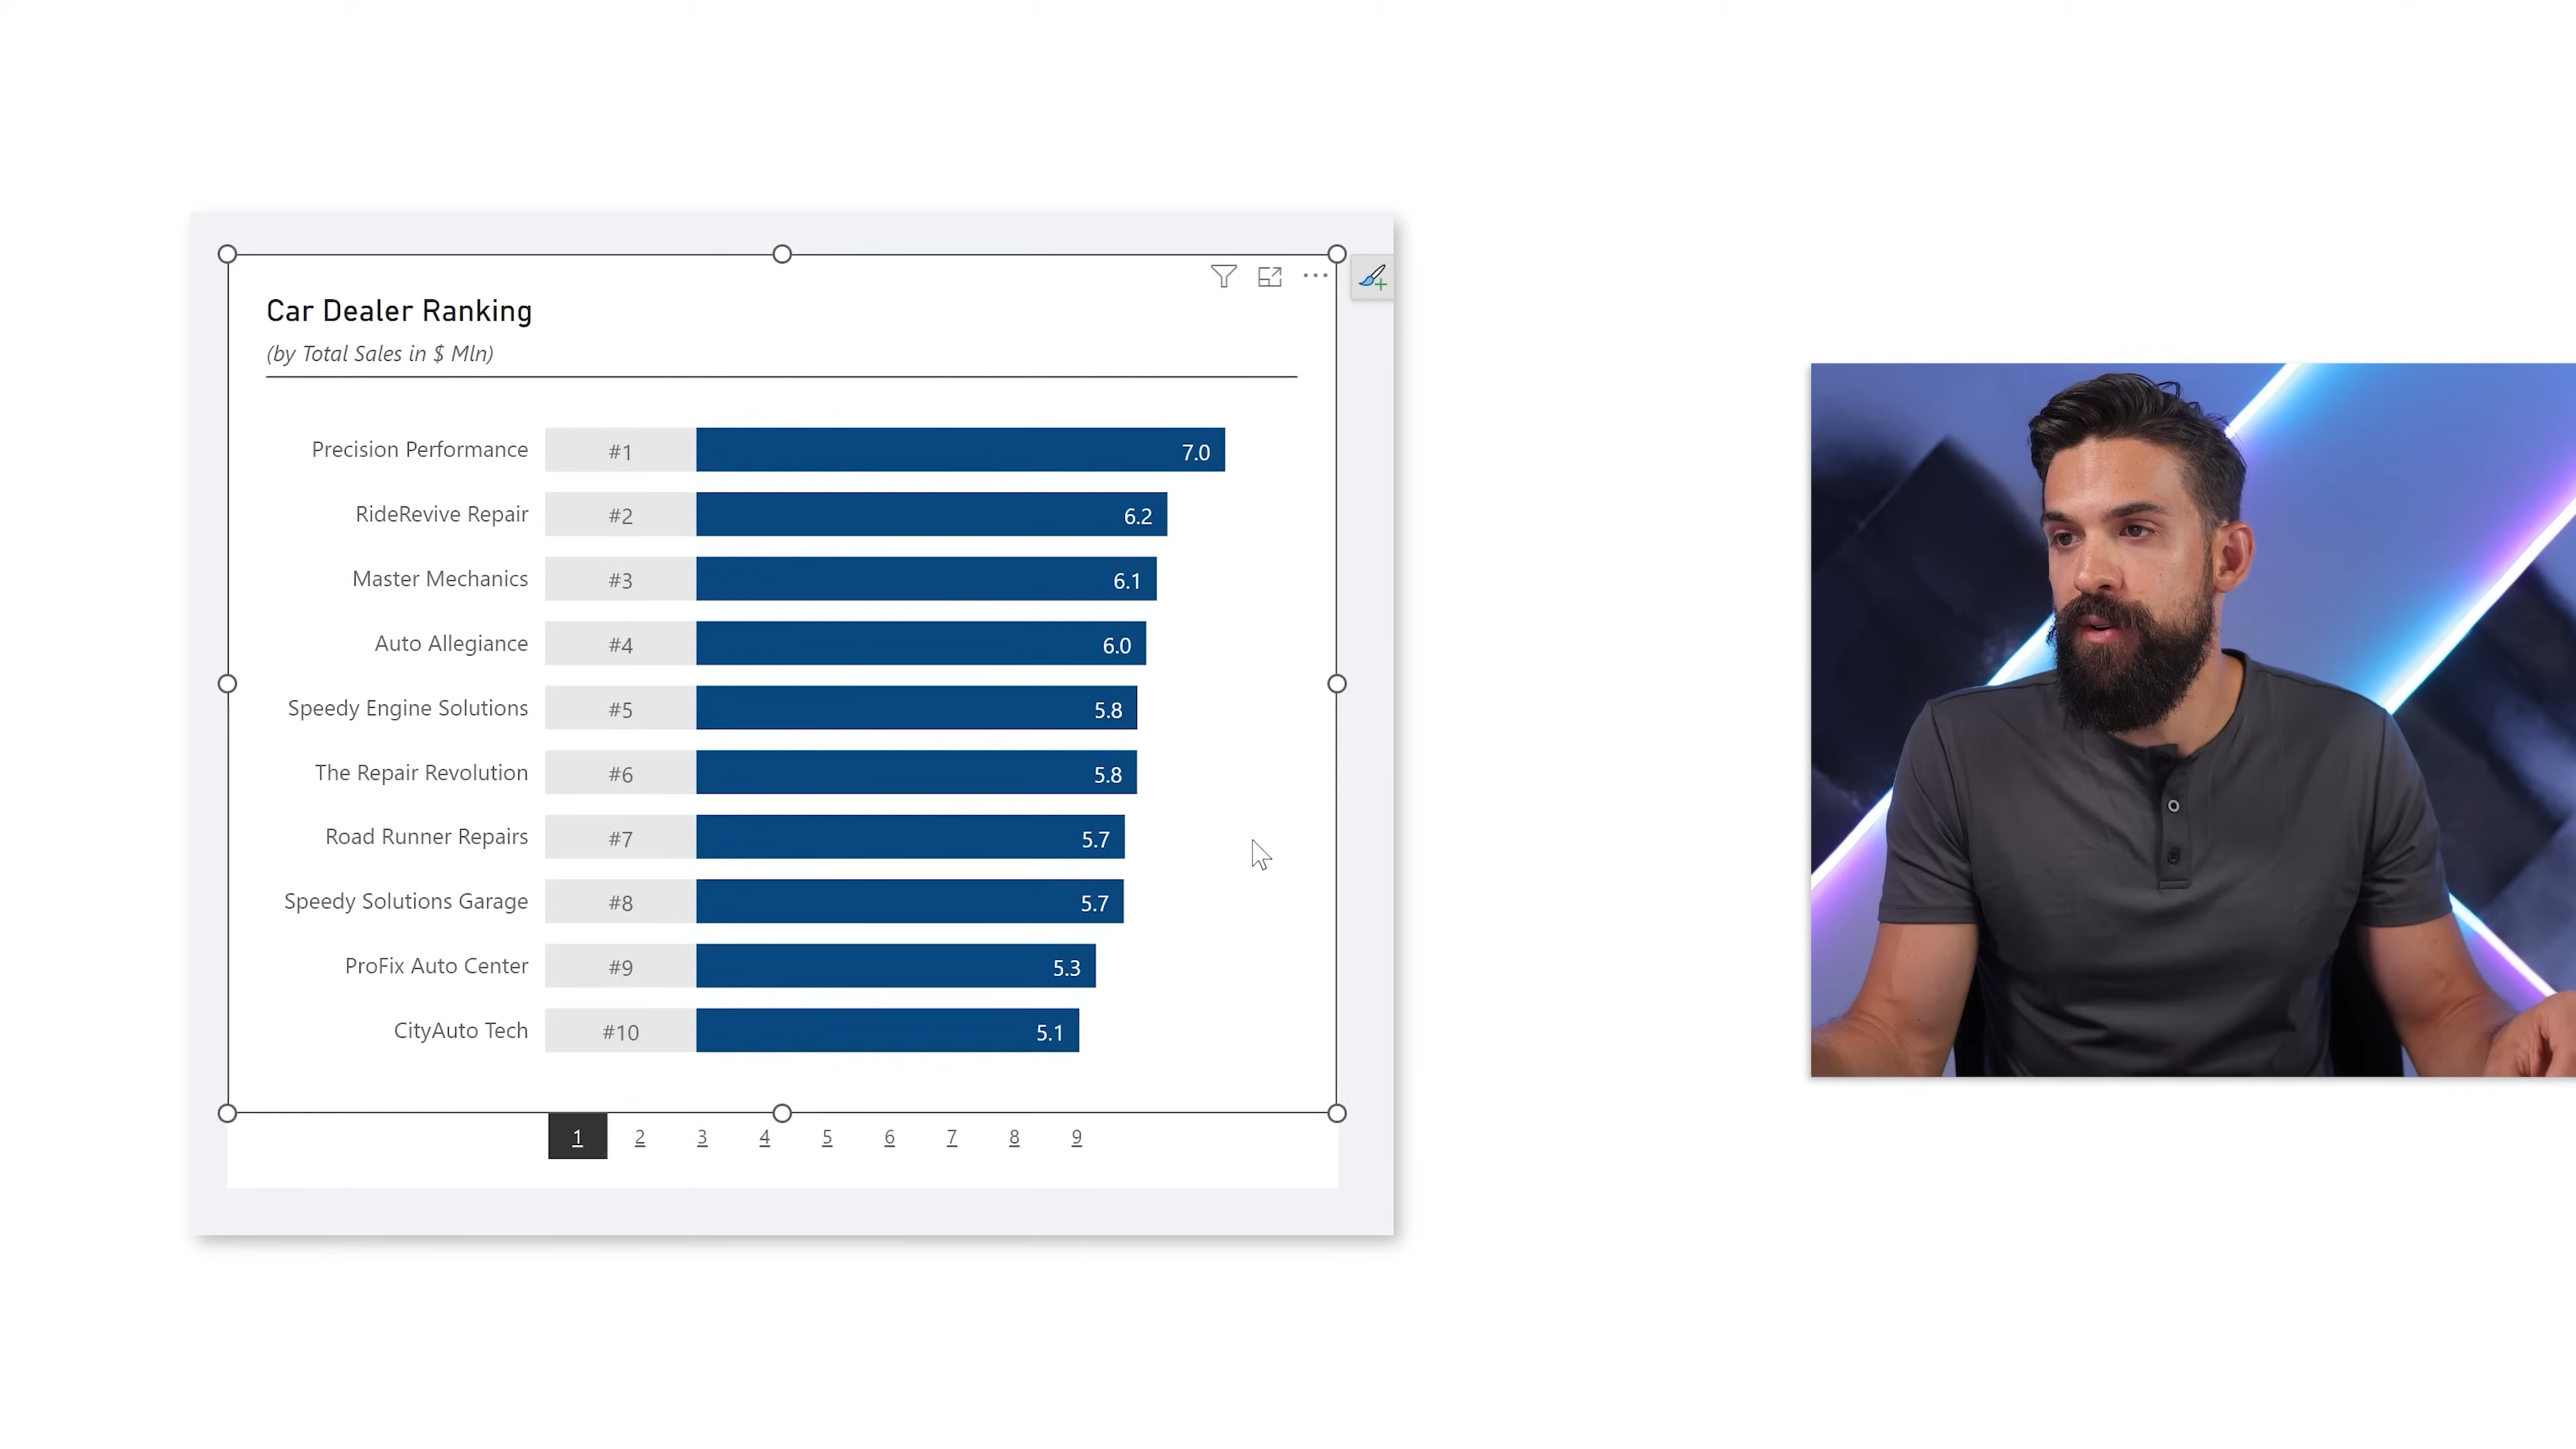 Car Dealer Ranking
(by Total Sales in $ Mln)
Precision Performance #1 7.0
RideRevive Repair #2 6.2
Master Mechanics #3 6.1
Auto Allegiance #4 6.0
Speedy Engine Solutions #5 5.8
The Repair Revolution #6 5.8
Road Runner Repairs #7 5.7
Speedy Solutions Garage #8 5.7
ProFix Auto Center #9 5.3
CityAuto Tech #10 5.1
1 2 3 4 5 6 7 8 9